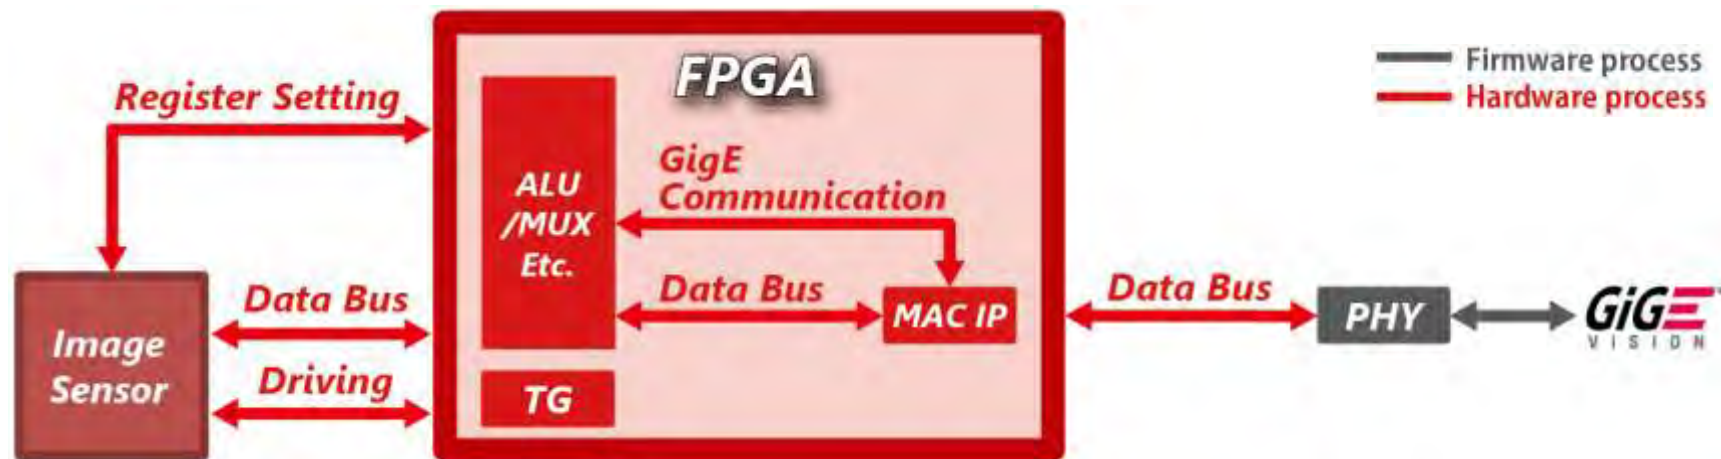 FPGA
Firmware process
Hardware process
Register Setting
GigE
Communication
ALU
/MUX
Etc.
Data Bus
Data Bus
Data Bus
MAC IP
PHY
GiGE
VISION
Image
Sensor
Driving
TG